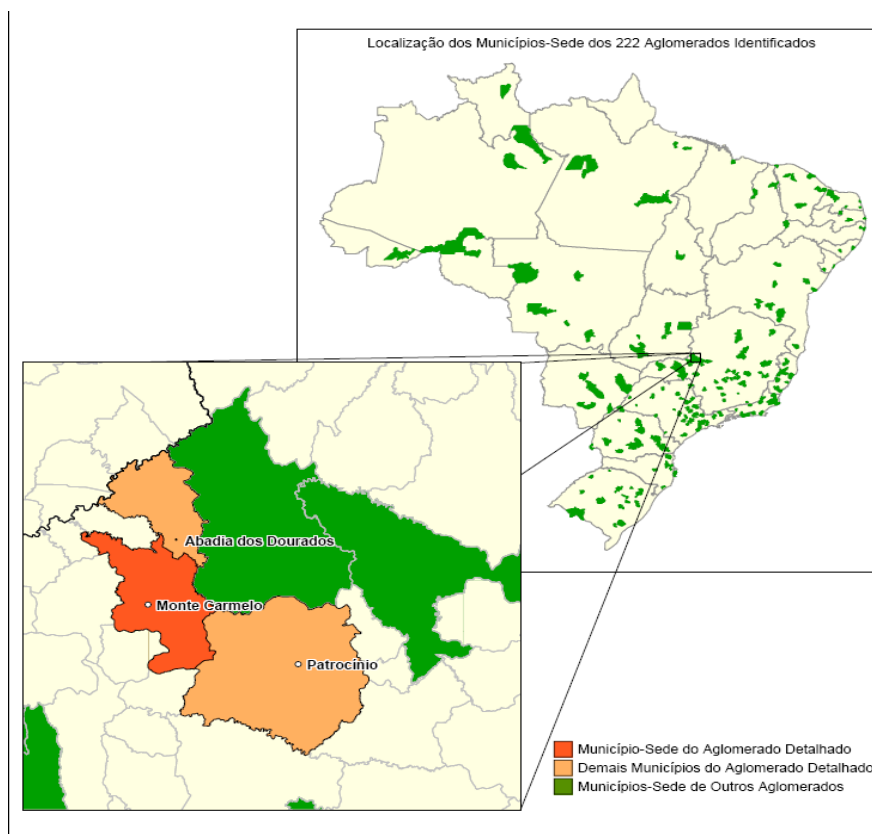 Localização dos Municípios-Sede dos 222 Aglomerados Identificados
Abadia dos Dourados
Monte Carmelo
Patrocínio
Município-Sede do Aglomerado Detalhado
Demais Municípios do Aglomerado Detalhado
Municípios-Sede de Outros Aglomerados